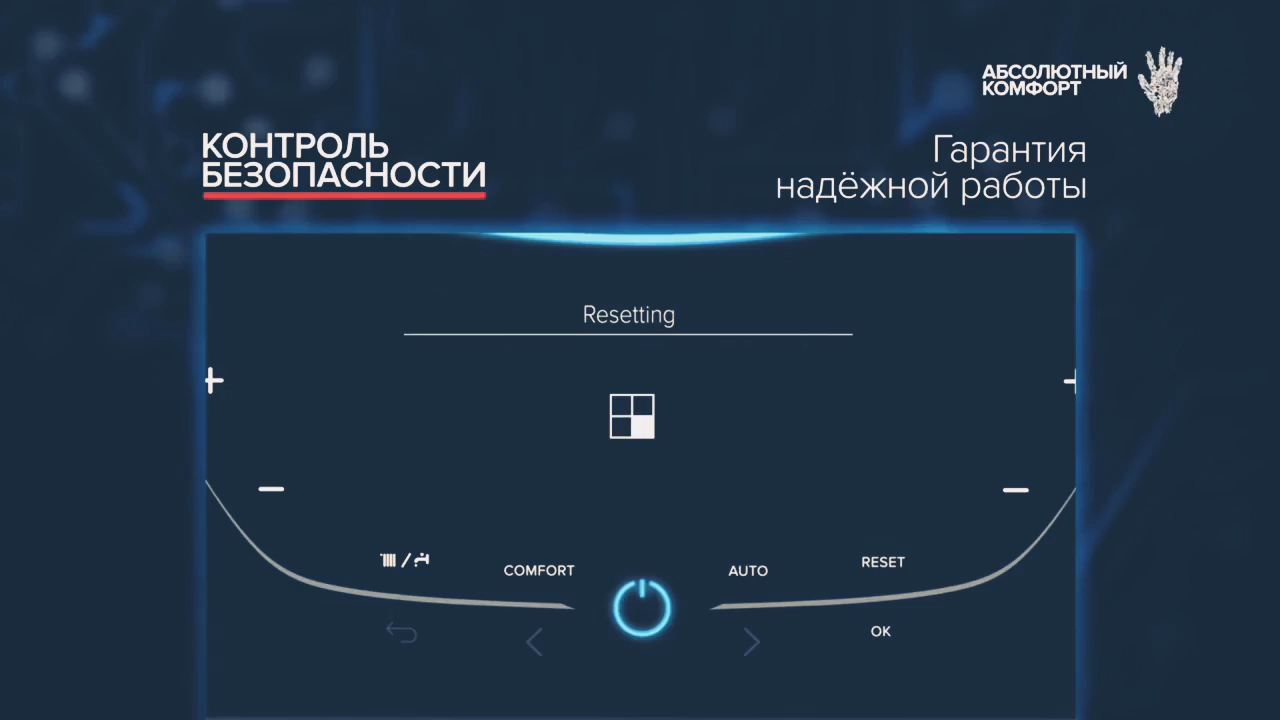 АБСОЛЮТНЫЙ
КОМФОРТ
КОНТРОЛЬ
БЕЗОПАСНОСТИ
Гарантия
надёжной работы
Resetting
COMFORT
AUTO
RESET
OK